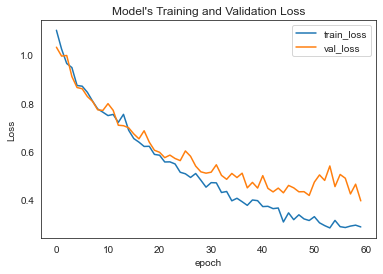 Model's Training and Validation Loss
train_loss
val_loss
Loss
1.0
0.8
0.6
0.4
0 10 20 30 40 50 60
epoch